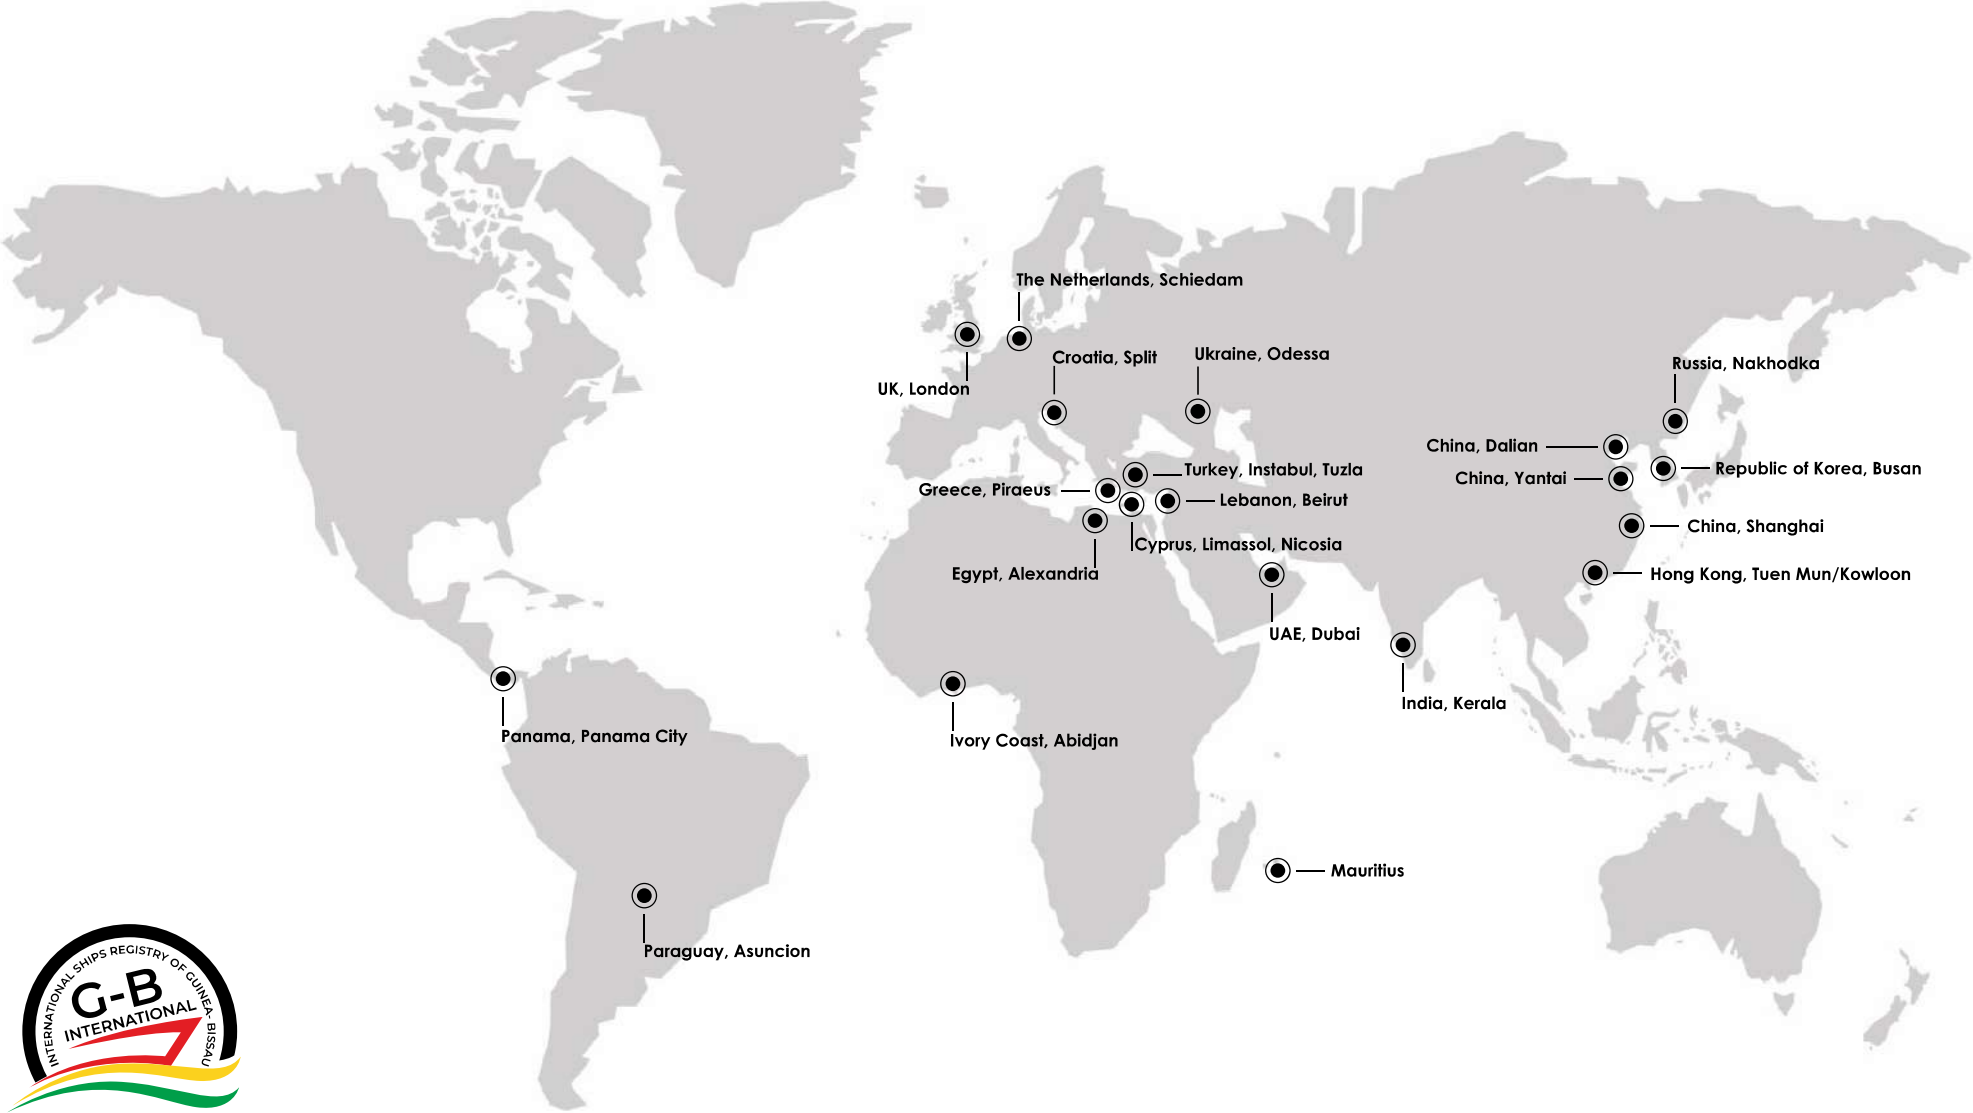 The Netherlands, Schiedam
Croatia, Split
Ukraine, Odessa
UK, London
Russia, Nakhodka
China, Dalian
China, Yantai
Republic of Korea, Busan
Turkey, Instabul, Tuzla
Greece, Piraeus
Lebanon, Beirut
China, Shanghai
Cyprus, Limassol, Nicosia
Egypt, Alexandria
Hong Kong, Tuen Mun/Kowloon
UAE, Dubai
India, Kerala
Panama, Panama City
Ivory Coast, Abidjan
Mauritius
Paraguay, Asuncion
INTERNATIONAL SHIPS REGISTRY OF GUINEA- BISSAU
G-B
INTERNATIONAL